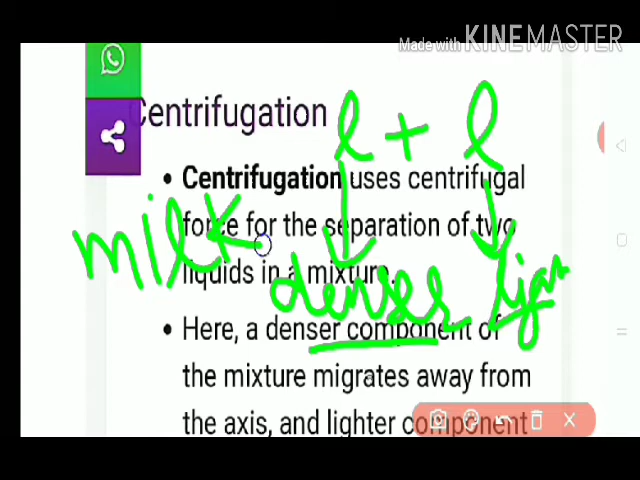 Made with KINEMASTER
Centrifugation
l + l
• Centrifugation uses centrifugal
force for the separation of two
liquids in a mixture.
milk
denser
• Here, a denser component of
the mixture migrates away from
the axis, and lighter component